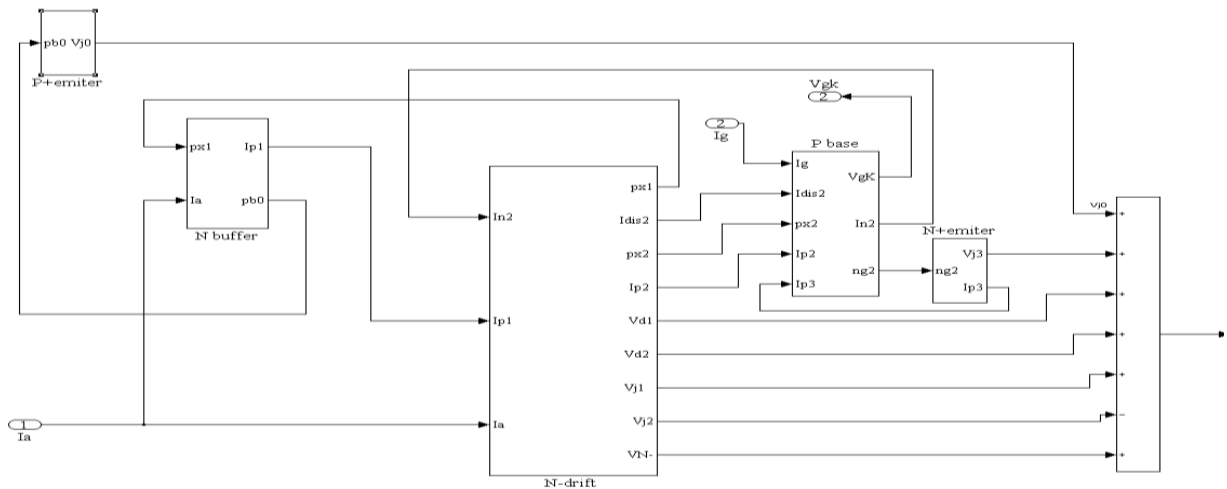 pb0 Vj0
P+emiter
Vgk
2
2
Ig
P base
px1 Ip1
Ia pb0
N buffer
Ig
VgK
Idis2
px2 In2
Ip2
ng2
Ip3
N+emiter
Vj3
ng2
Ip3
px1
In2 Idis2
px2
Ip2
Ip1 Vd1
Vd2
Vj1
Vj2
Ia
VN-
N-drift
1
Ia
Vj0
+
+
+
+
+
−
+